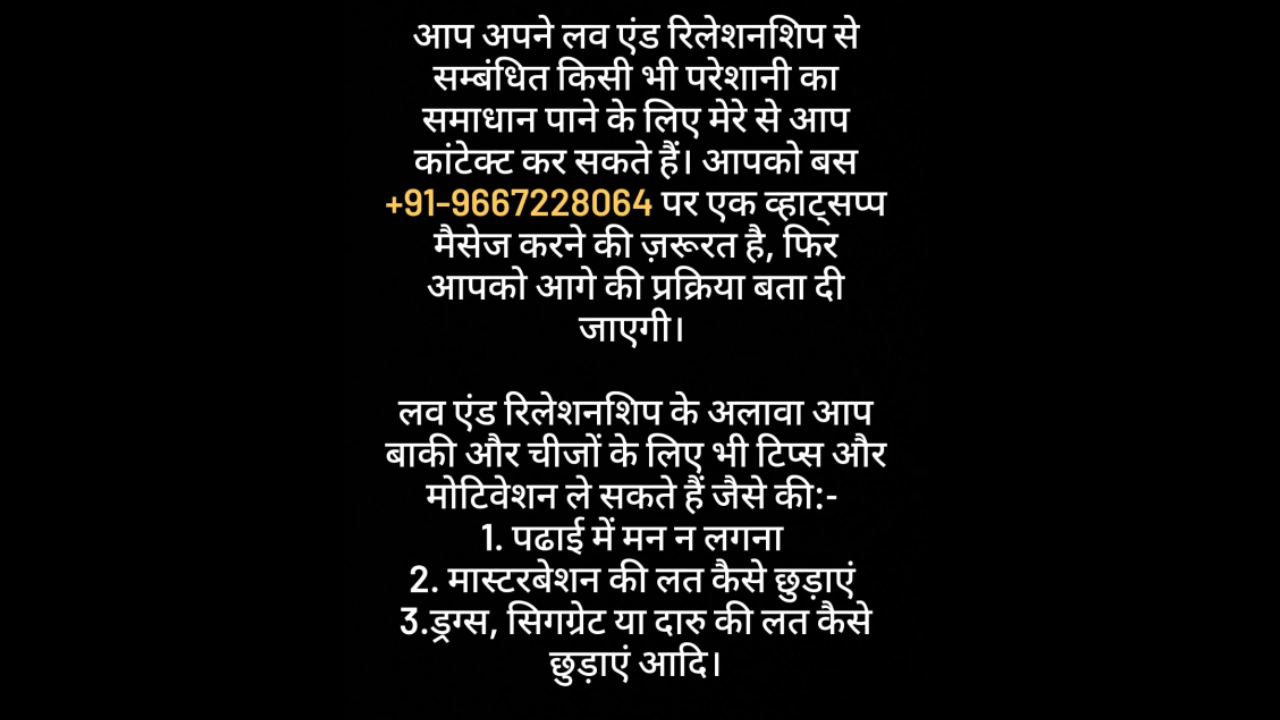 आप अपने लव एंड रिलेशनशिप से
सम्बंधित किसी भी परेशानी का
समाधान पाने के लिए मेरे से आप
कांटेक्ट कर सकते हैं। आपको बस
+91-9667228064 पर एक व्हाट्सप्प
मैसेज करने की ज़रूरत है, फिर
आपको आगे की प्रक्रिया बता दी
जाएगी।
लव एंड रिलेशनशिप के अलावा आप
बाकी और चीजों के लिए भी टिप्स और
मोटिवेशन ले सकते हैं जैसे की:-
1. पढाई में मन न लगना
2. मास्टरबेशन की लत कैसे छुड़ाएं
3.ड्रग्स, सिगग्रेट या दारु की लत कैसे
छुड़ाएं आदि।